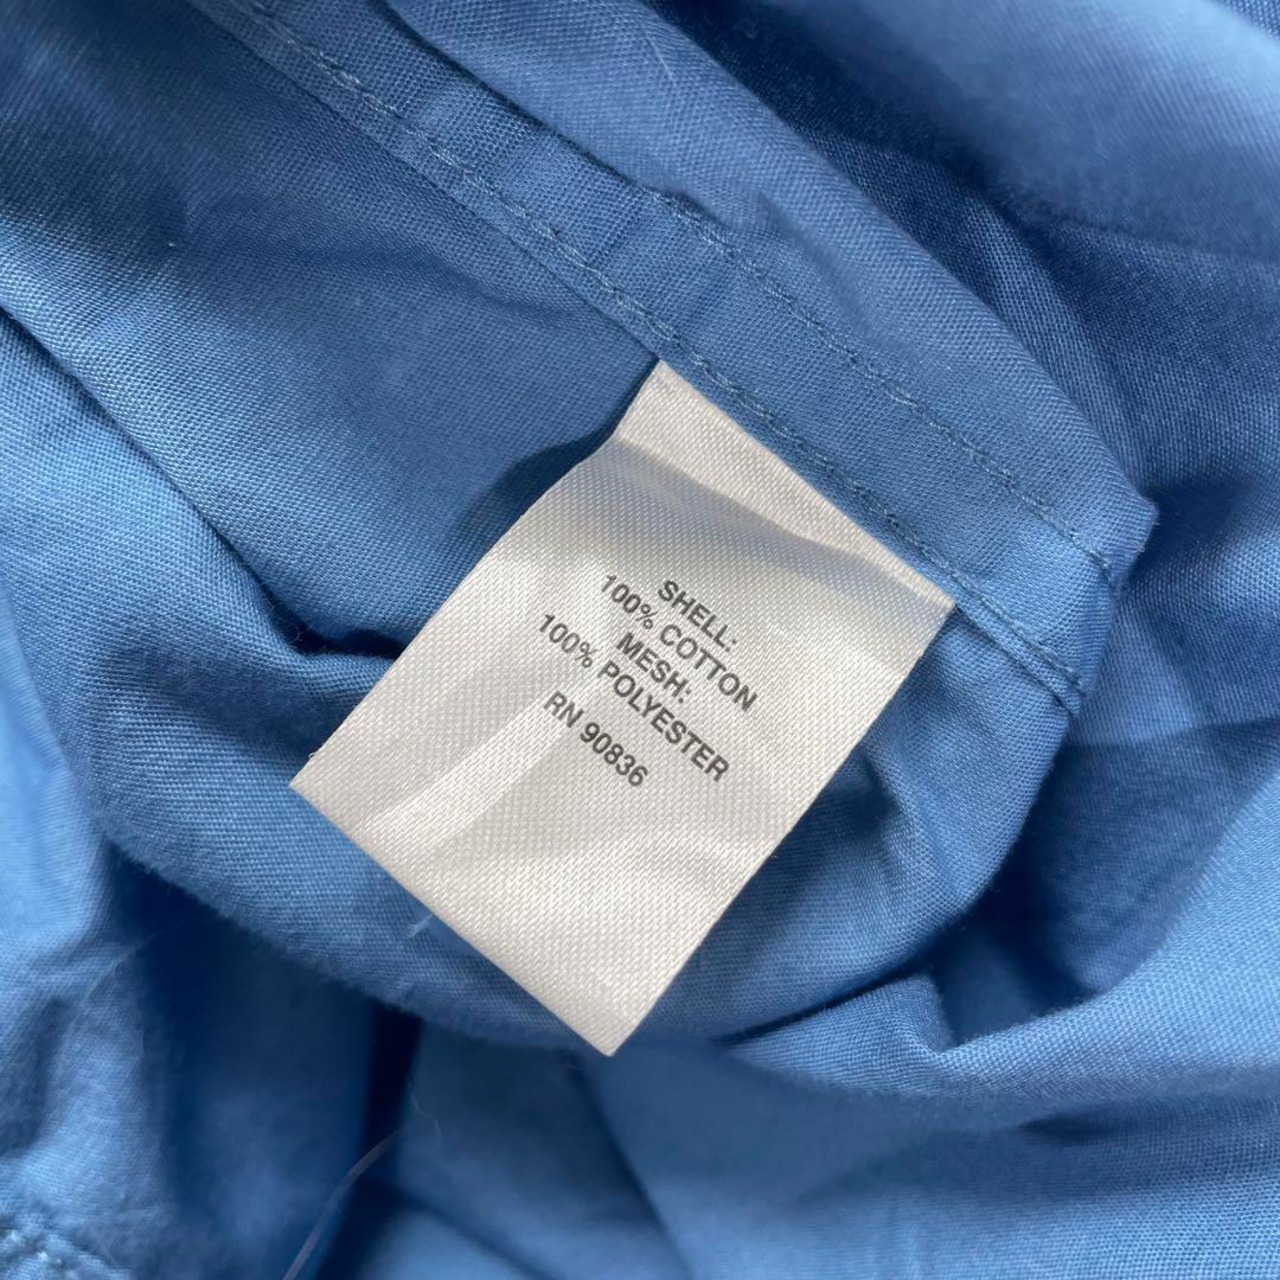 SHELL:
100% COTTON
MESH:
100% POLYESTER
RN 90836